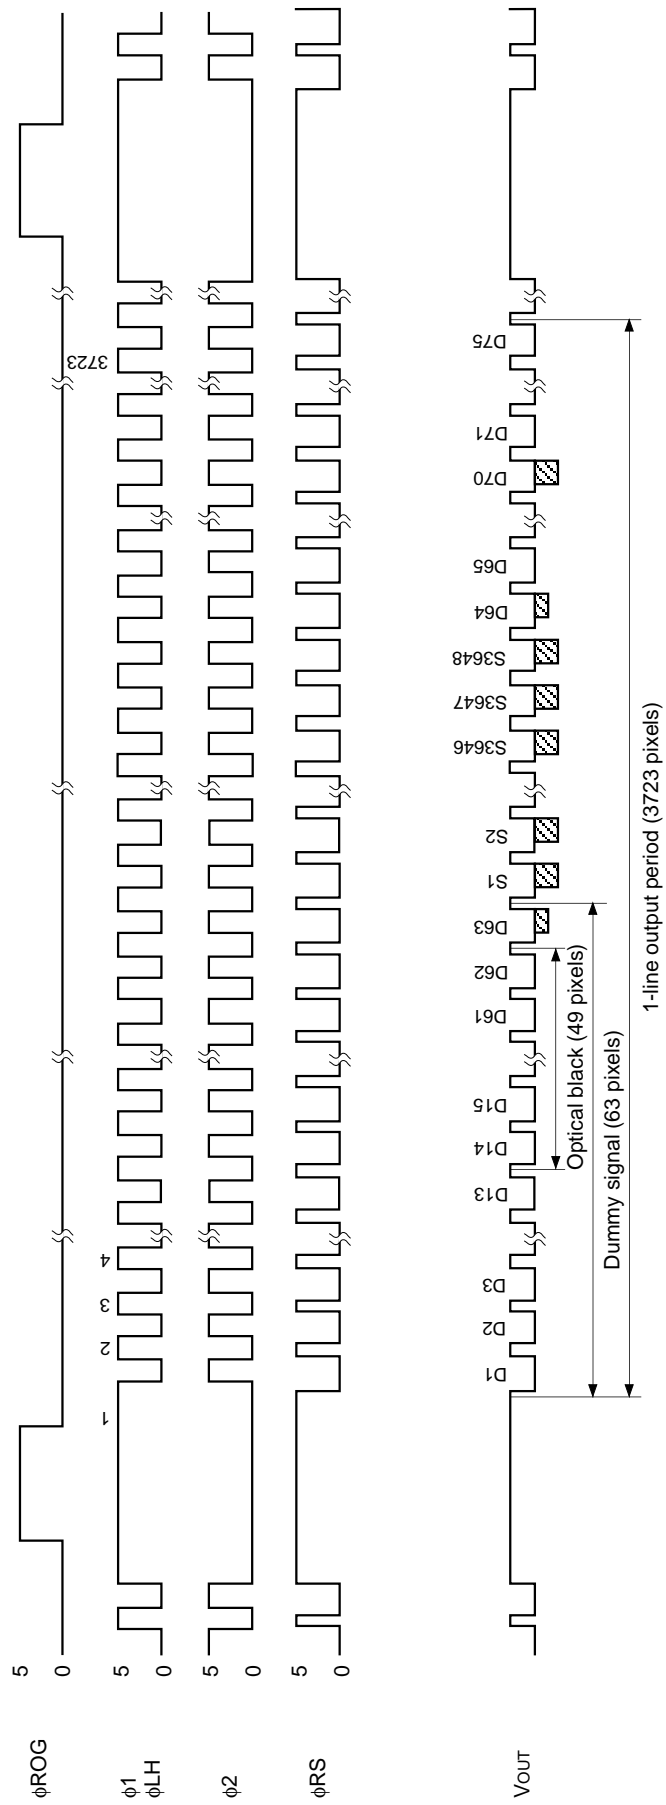 φROG
5
0
φ1
φLH
5
0
1
2
3
4
3723
φ2
5
0
φRS
5
0
VOUT
D1
D2
D3
D13
D14
D15
D61
D62
D63
S1
S2
S3646
S3647
S3648
D64
D65
D70
D71
D75
Optical black (49 pixels)
Dummy signal (63 pixels)
1-line output period (3723 pixels)